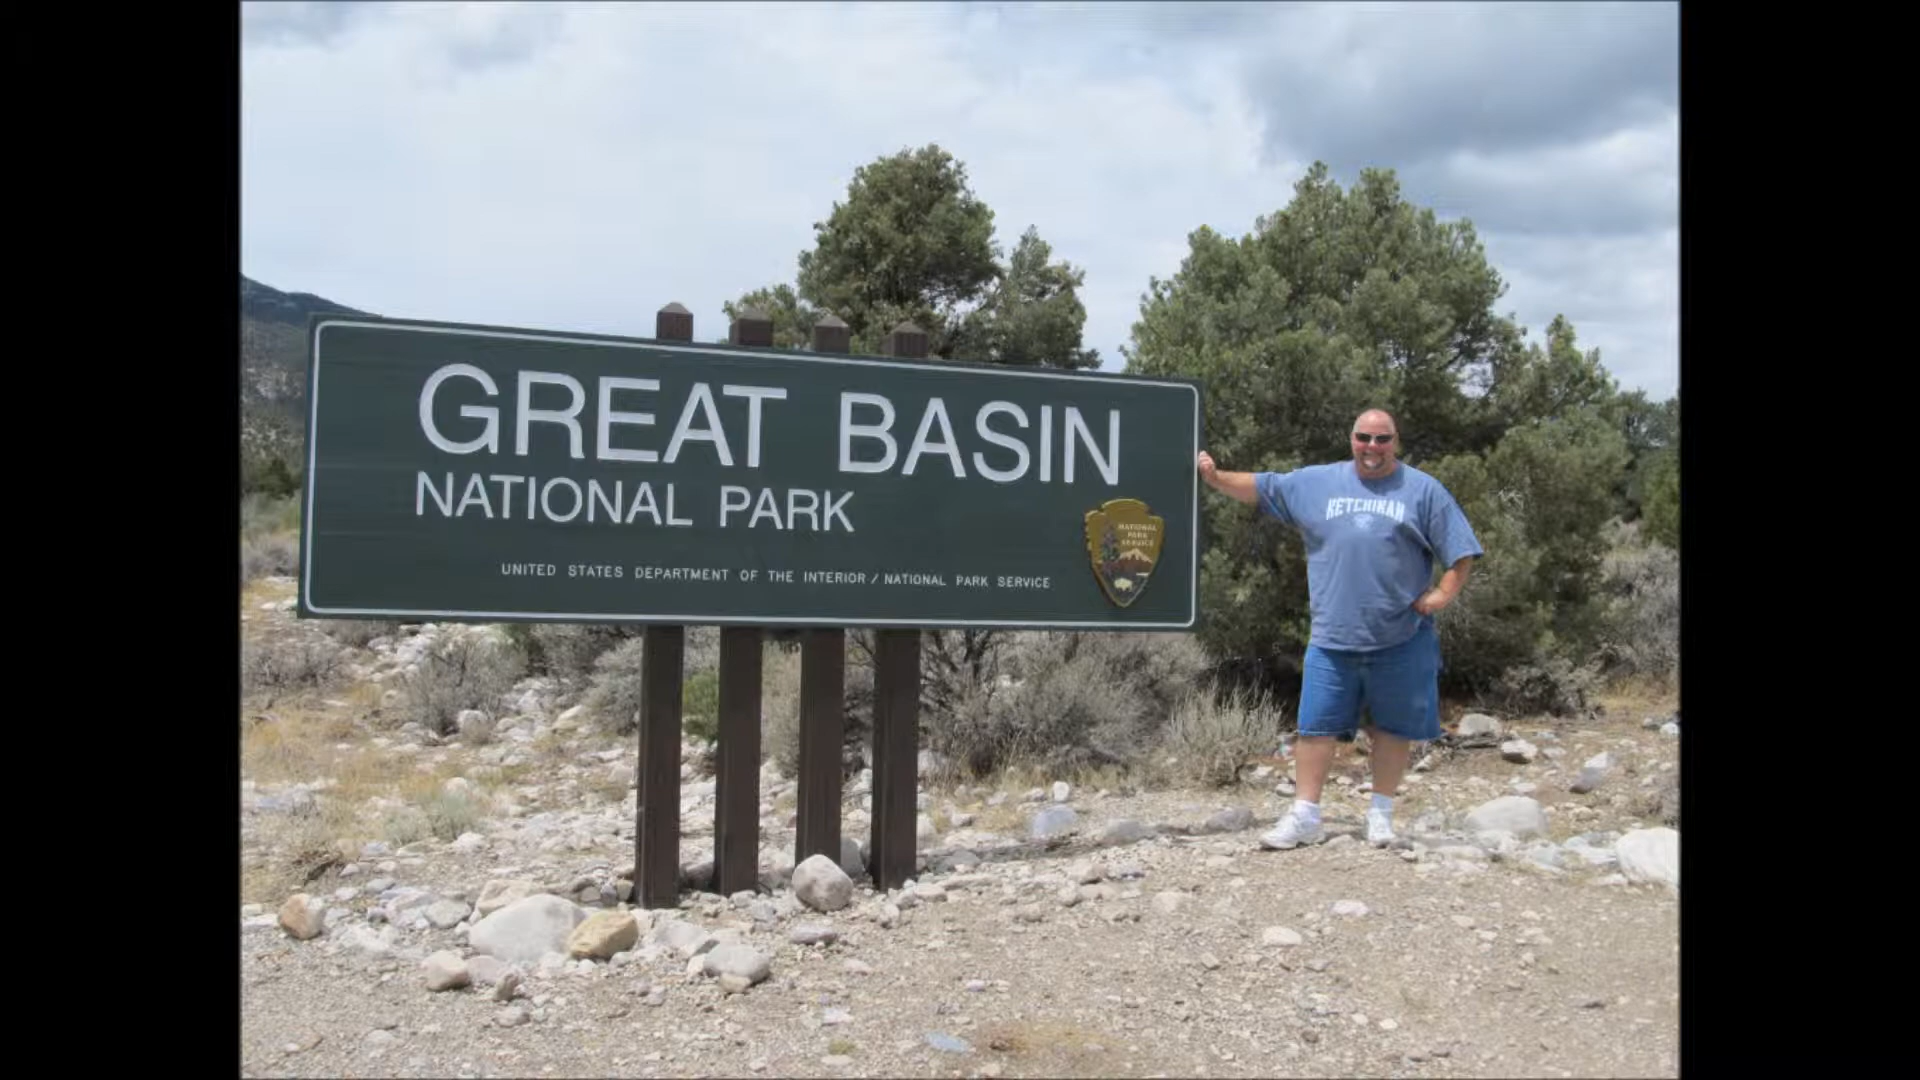 GREAT BASIN
NATIONAL PARK
UNITED STATES DEPARTMENT OF THE INTERIOR / NATIONAL PARK SERVICE
NATIONAL
PARK
SERVICE
KETCHIKAN